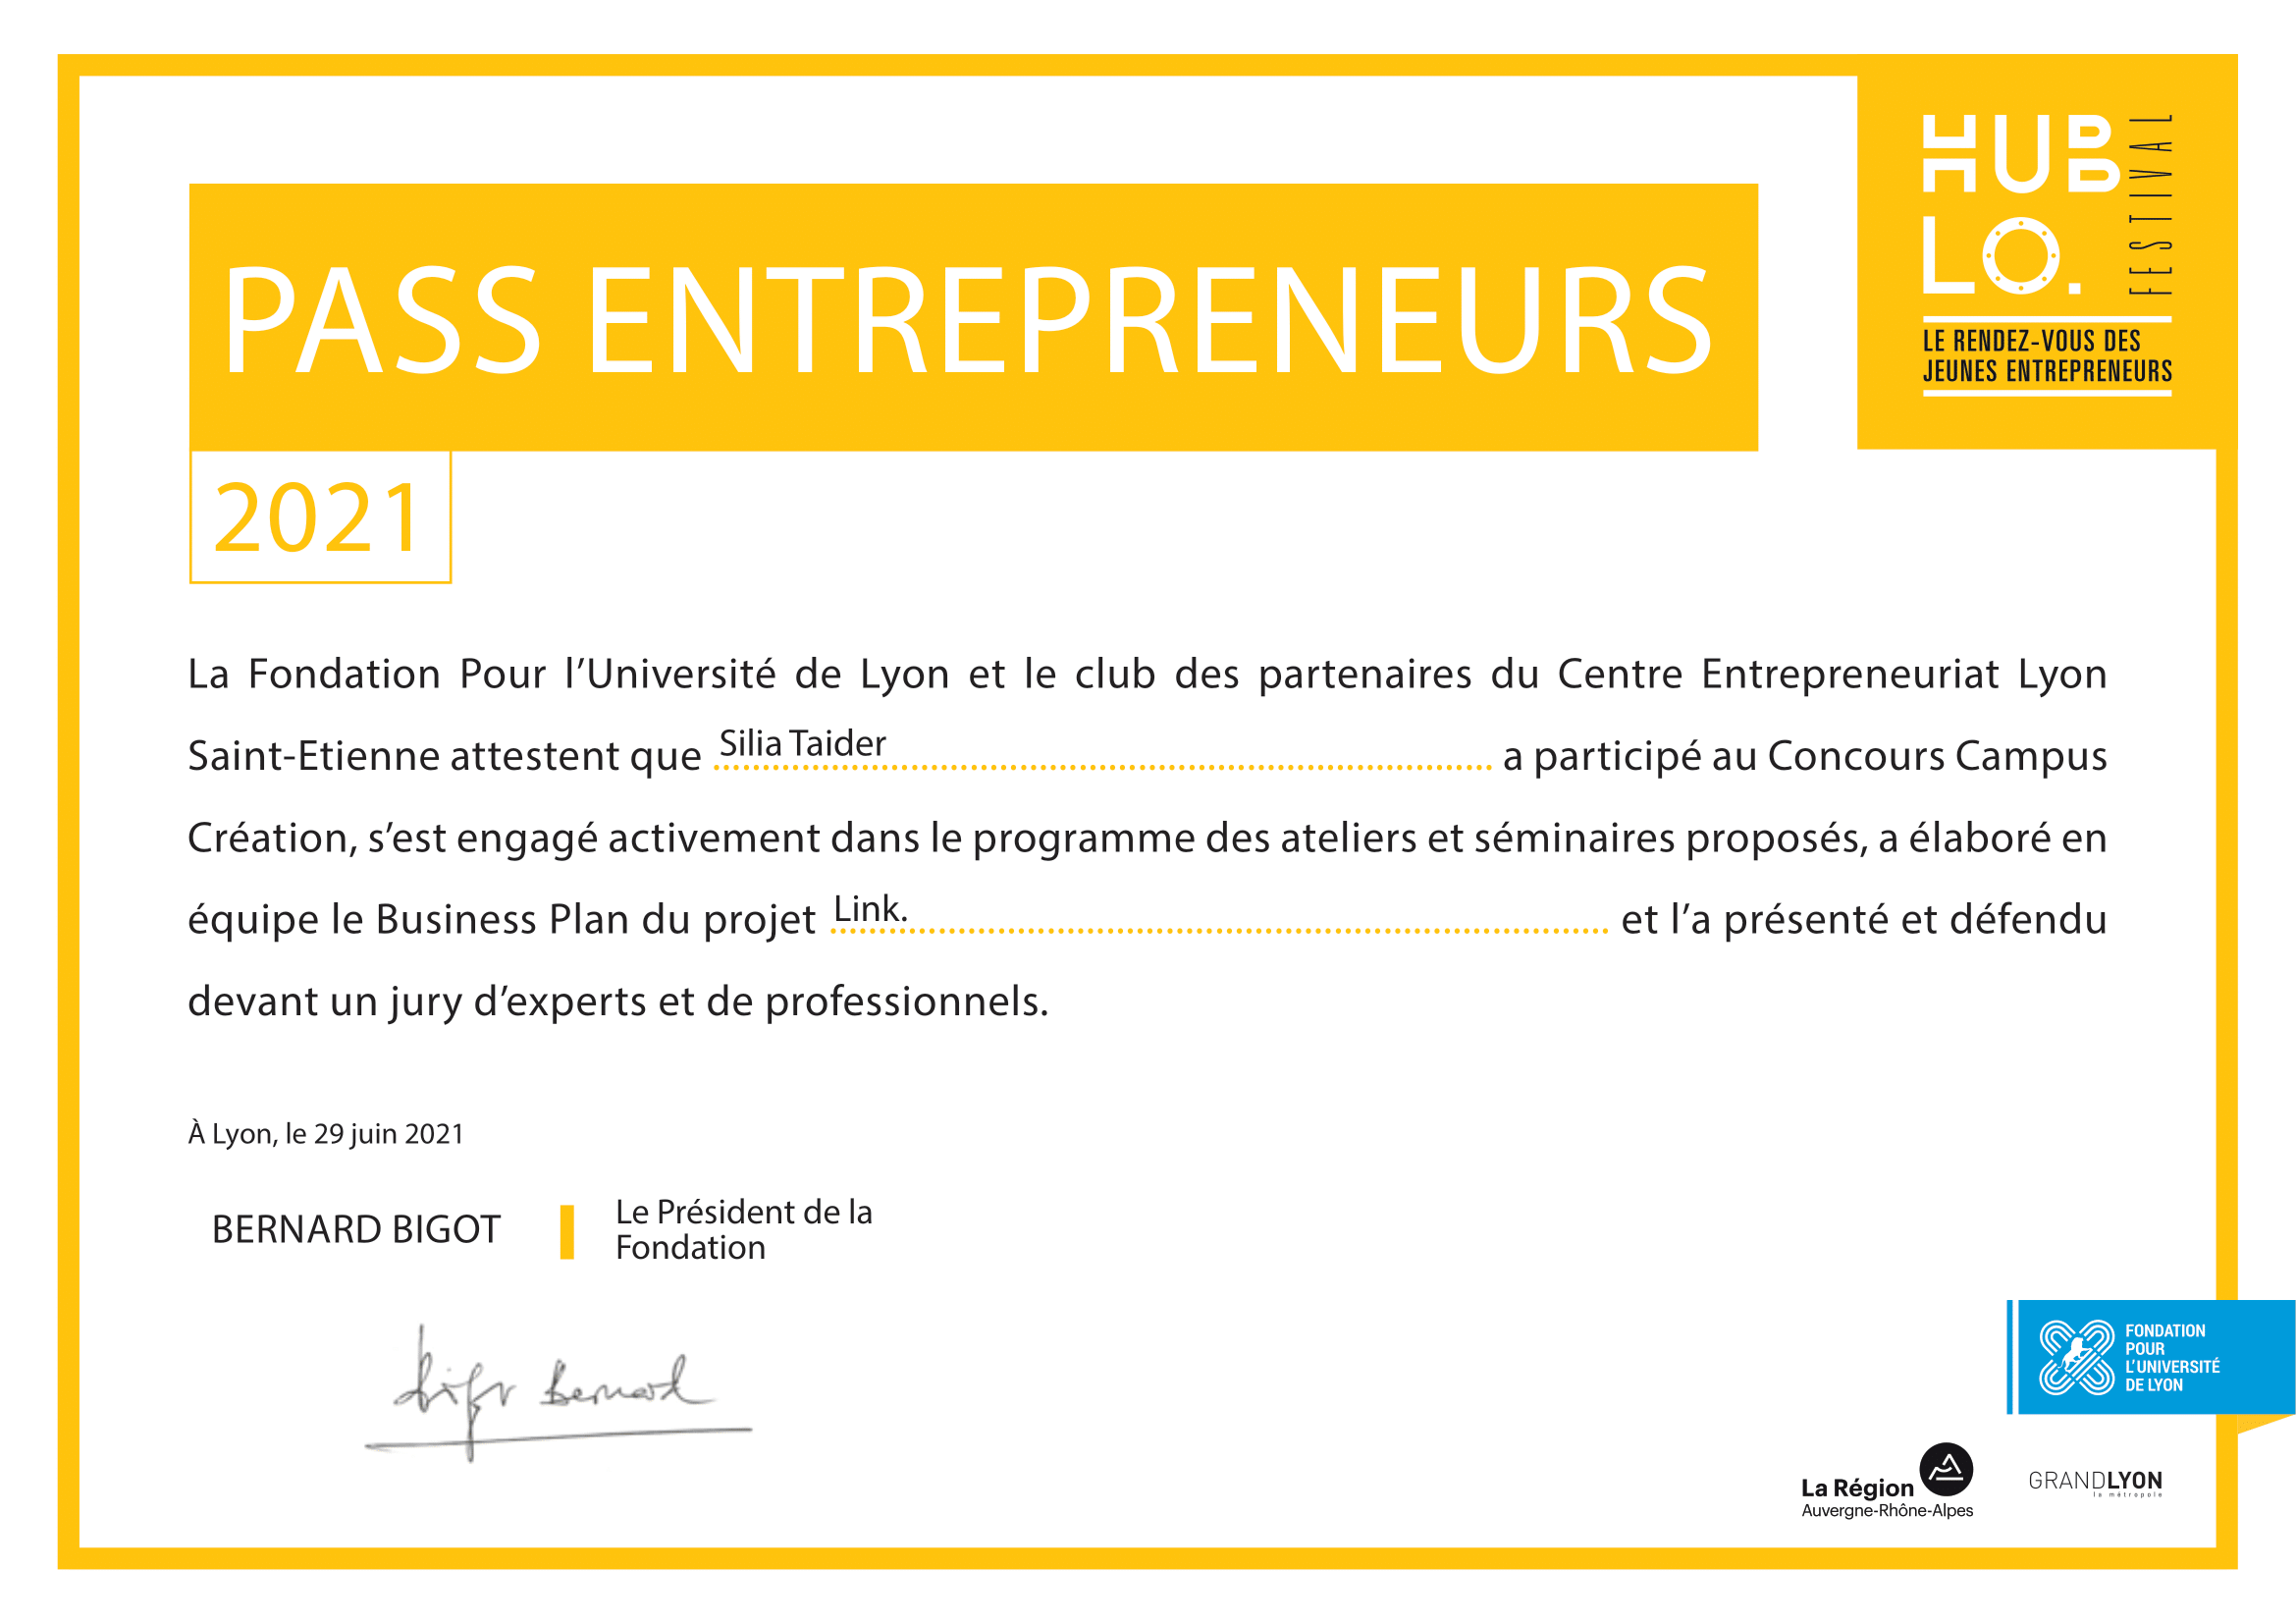 HUB
LO.
FESTIVAL
LE RENDEZ-VOUS DES
JEUNES ENTREPRENEURS
PASS ENTREPRENEURS
2021
La Fondation Pour l’Université de Lyon et le club des partenaires du Centre Entrepreneuriat Lyon
Saint-Etienne attestent que Silia Taider a participé au Concours Campus
Création, s’est engagé activement dans le programme des ateliers et séminaires proposés, a élaboré en
équipe le Business Plan du projet Link. et l’a présenté et défendu
devant un jury d’experts et de professionnels.
À Lyon, le 29 juin 2021
BERNARD BIGOT
Le Président de la
Fondation
Bigot Bernard
FONDATION
POUR
L’UNIVERSITÉ
DE LYON
La Région
Auvergne-Rhône-Alpes
GRANDLYON
la métropole